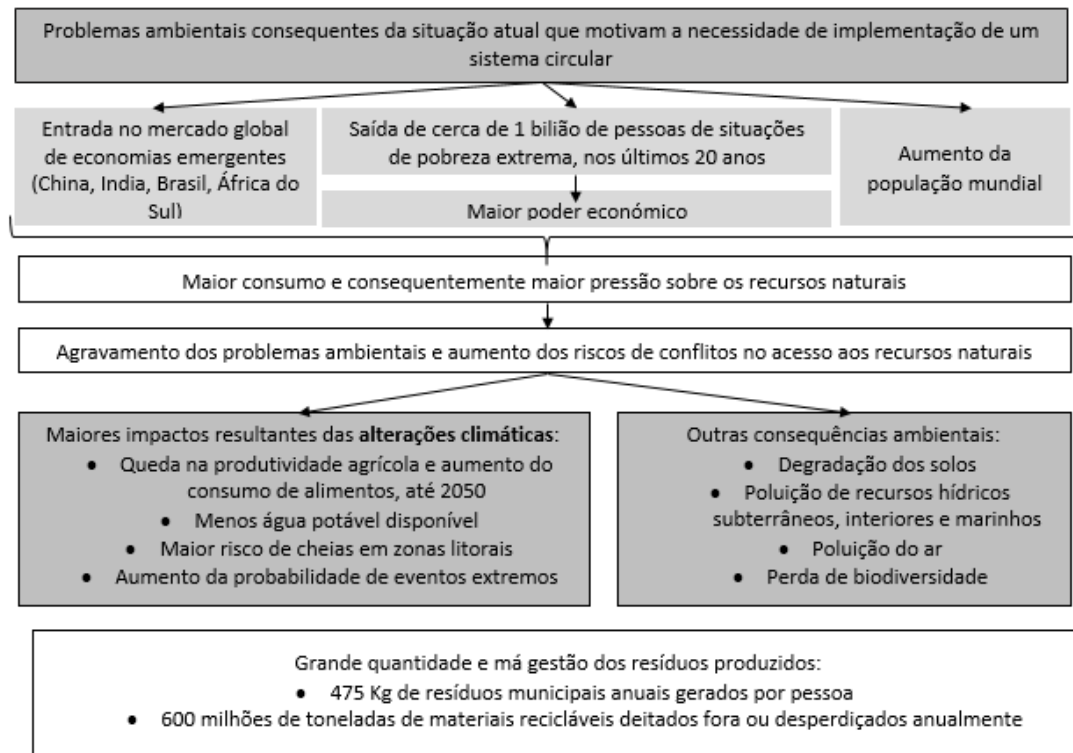 Problemas ambientais consequentes da situação atual que motivam a necessidade de implementação de um
sistema circular
Entrada no mercado global
de economias emergentes
(China, India, Brasil, África do
Sul)
Saída de cerca de 1 bilião de pessoas de situações
de pobreza extrema, nos últimos 20 anos
Maior poder económico
Aumento da
população mundial
Maior consumo e consequentemente maior pressão sobre os recursos naturais
Agravamento dos problemas ambientais e aumento dos riscos de conflitos no acesso aos recursos naturais
Maiores impactos resultantes das alterações climáticas:
• Queda na produtividade agrícola e aumento do
consumo de alimentos, até 2050
• Menos água potável disponível
• Maior risco de cheias em zonas litorais
• Aumento da probabilidade de eventos extremos
Outras consequências ambientais:
• Degradação dos solos
• Poluição de recursos hídricos
subterrâneos, interiores e marinhos
• Poluição do ar
• Perda de biodiversidade
Grande quantidade e má gestão dos resíduos produzidos:
• 475 Kg de resíduos municipais anuais gerados por pessoa
• 600 milhões de toneladas de materiais recicláveis deitados fora ou desperdiçados anualmente